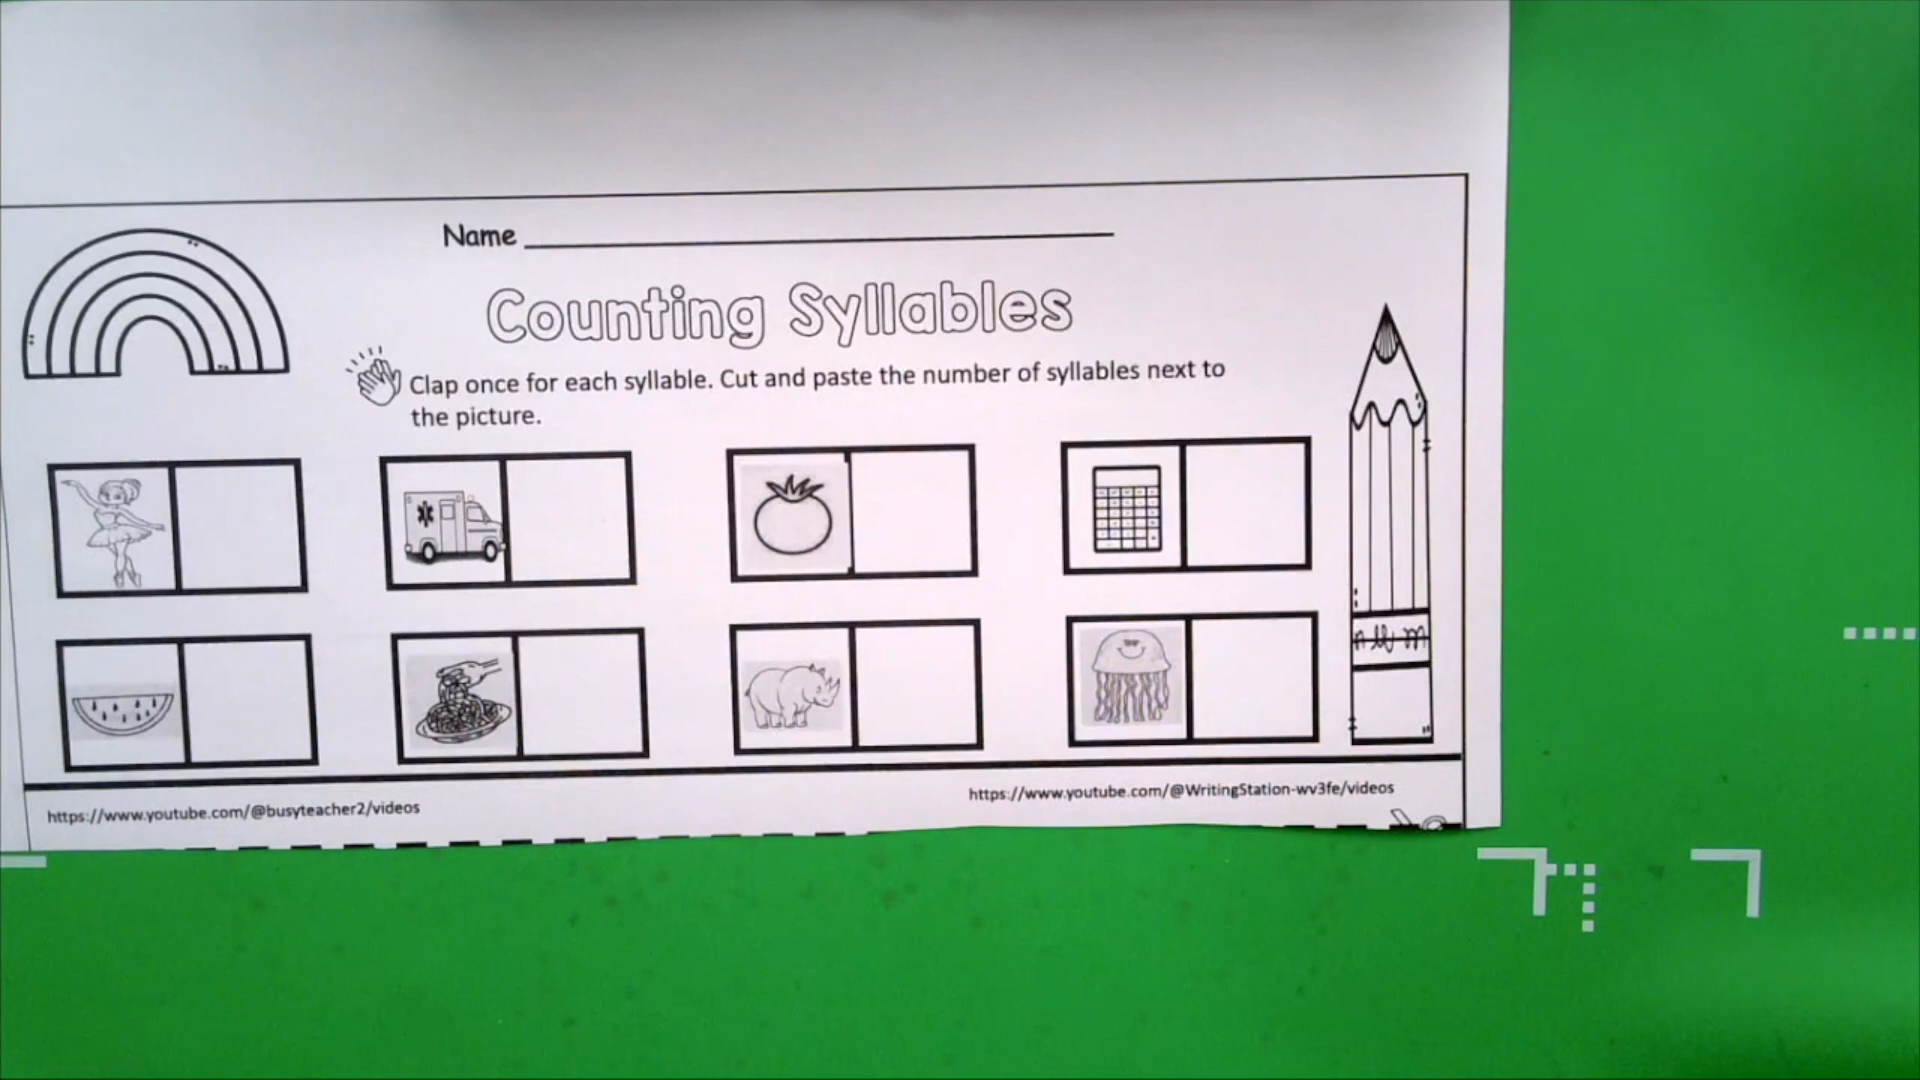 Name
Counting Syllables
Clap once for each syllable. Cut and paste the number of syllables next to
the picture.
https://www.youtube.com/@busyteacher2/videos
https://www.youtube.com/@WritingStation-wv3fe/videos